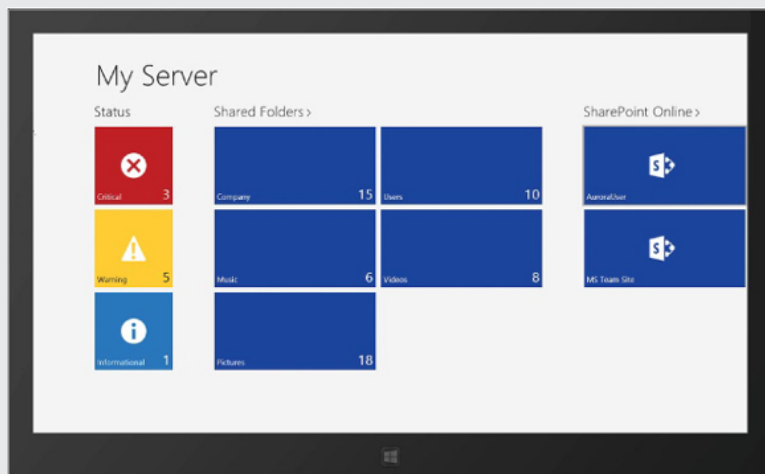 My Server
Status
Shared Folders >
SharePoint Online >
Critical 3
Company 15
Users 10
AuroraUser
Warning 5
Music 6
Videos 8
MS Team Site
Informational 1
Pictures 18